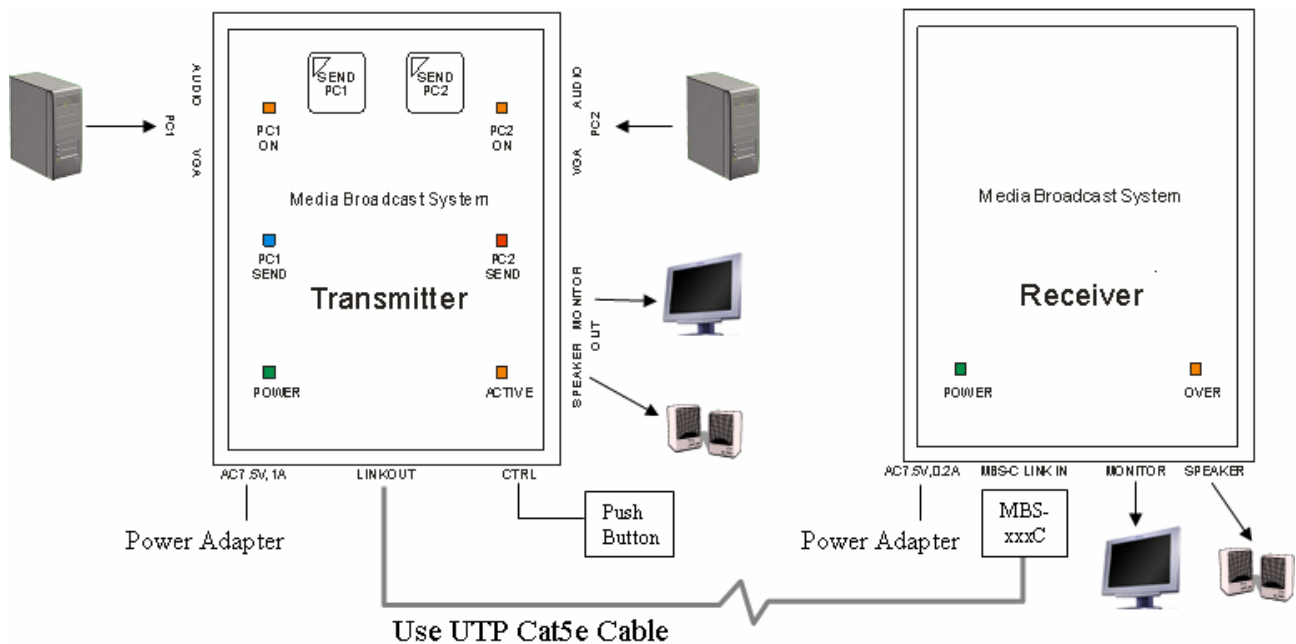 AUDIO
PC1
VGA
SEND
PC1
SEND
PC2
PC1
ON
PC2
ON
Media Broadcast System
PC1
SEND
PC2
SEND
Transmitter
POWER
ACTIVE
AUDIO
PC2
VGA
MONITOR
OUT
SPEAKER
AC7.5V,1A
LINKOUT
CTRL
Power Adapter
Push
Button
Media Broadcast System
Receiver
POWER
OVER
AC7.5V,0.2A
MBS-C LINK IN
MONITOR
SPEAKER
Power Adapter
MBS-
xxxC
Use UTP Cat5e Cable